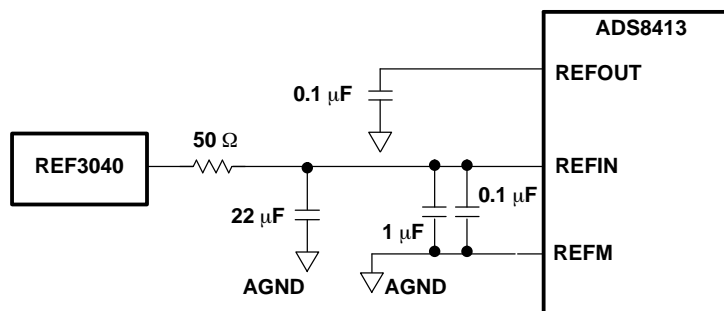 ADS8413
REFOUT
0.1 μF
50 Ω
REF3040
REFIN
0.1 μF
22 μF
1 μF
REFM
AGND
AGND